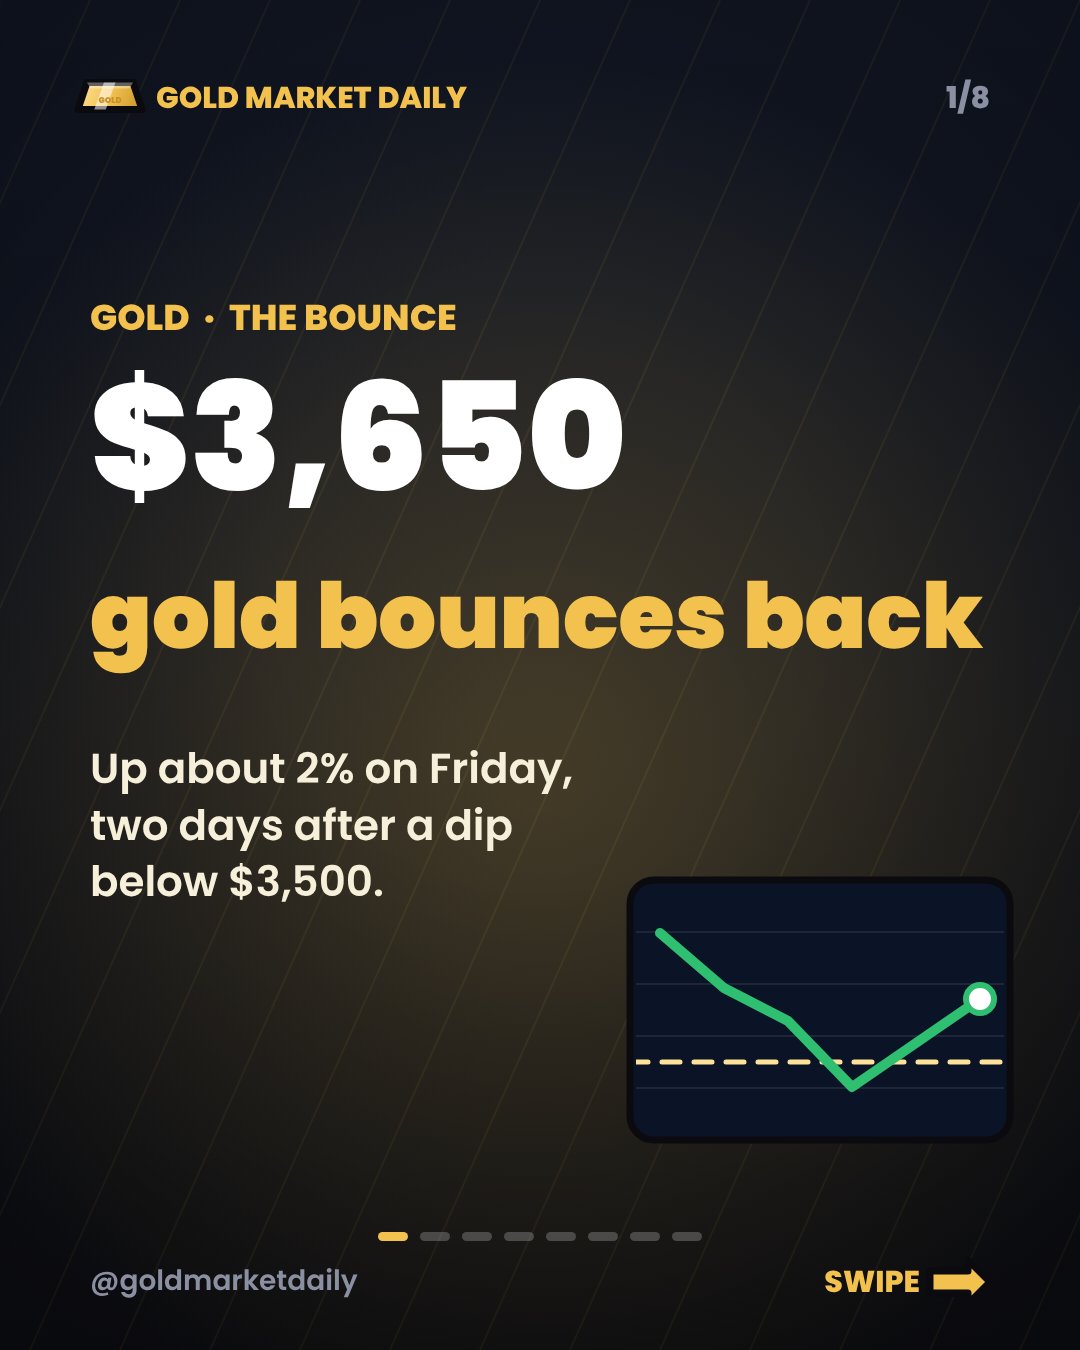 GOLD
GOLD MARKET DAILY
1/8
GOLD · THE BOUNCE
$3,650
gold bounces back
Up about 2% on Friday,
two days after a dip
below $3,500.
@goldmarketdaily
SWIPE